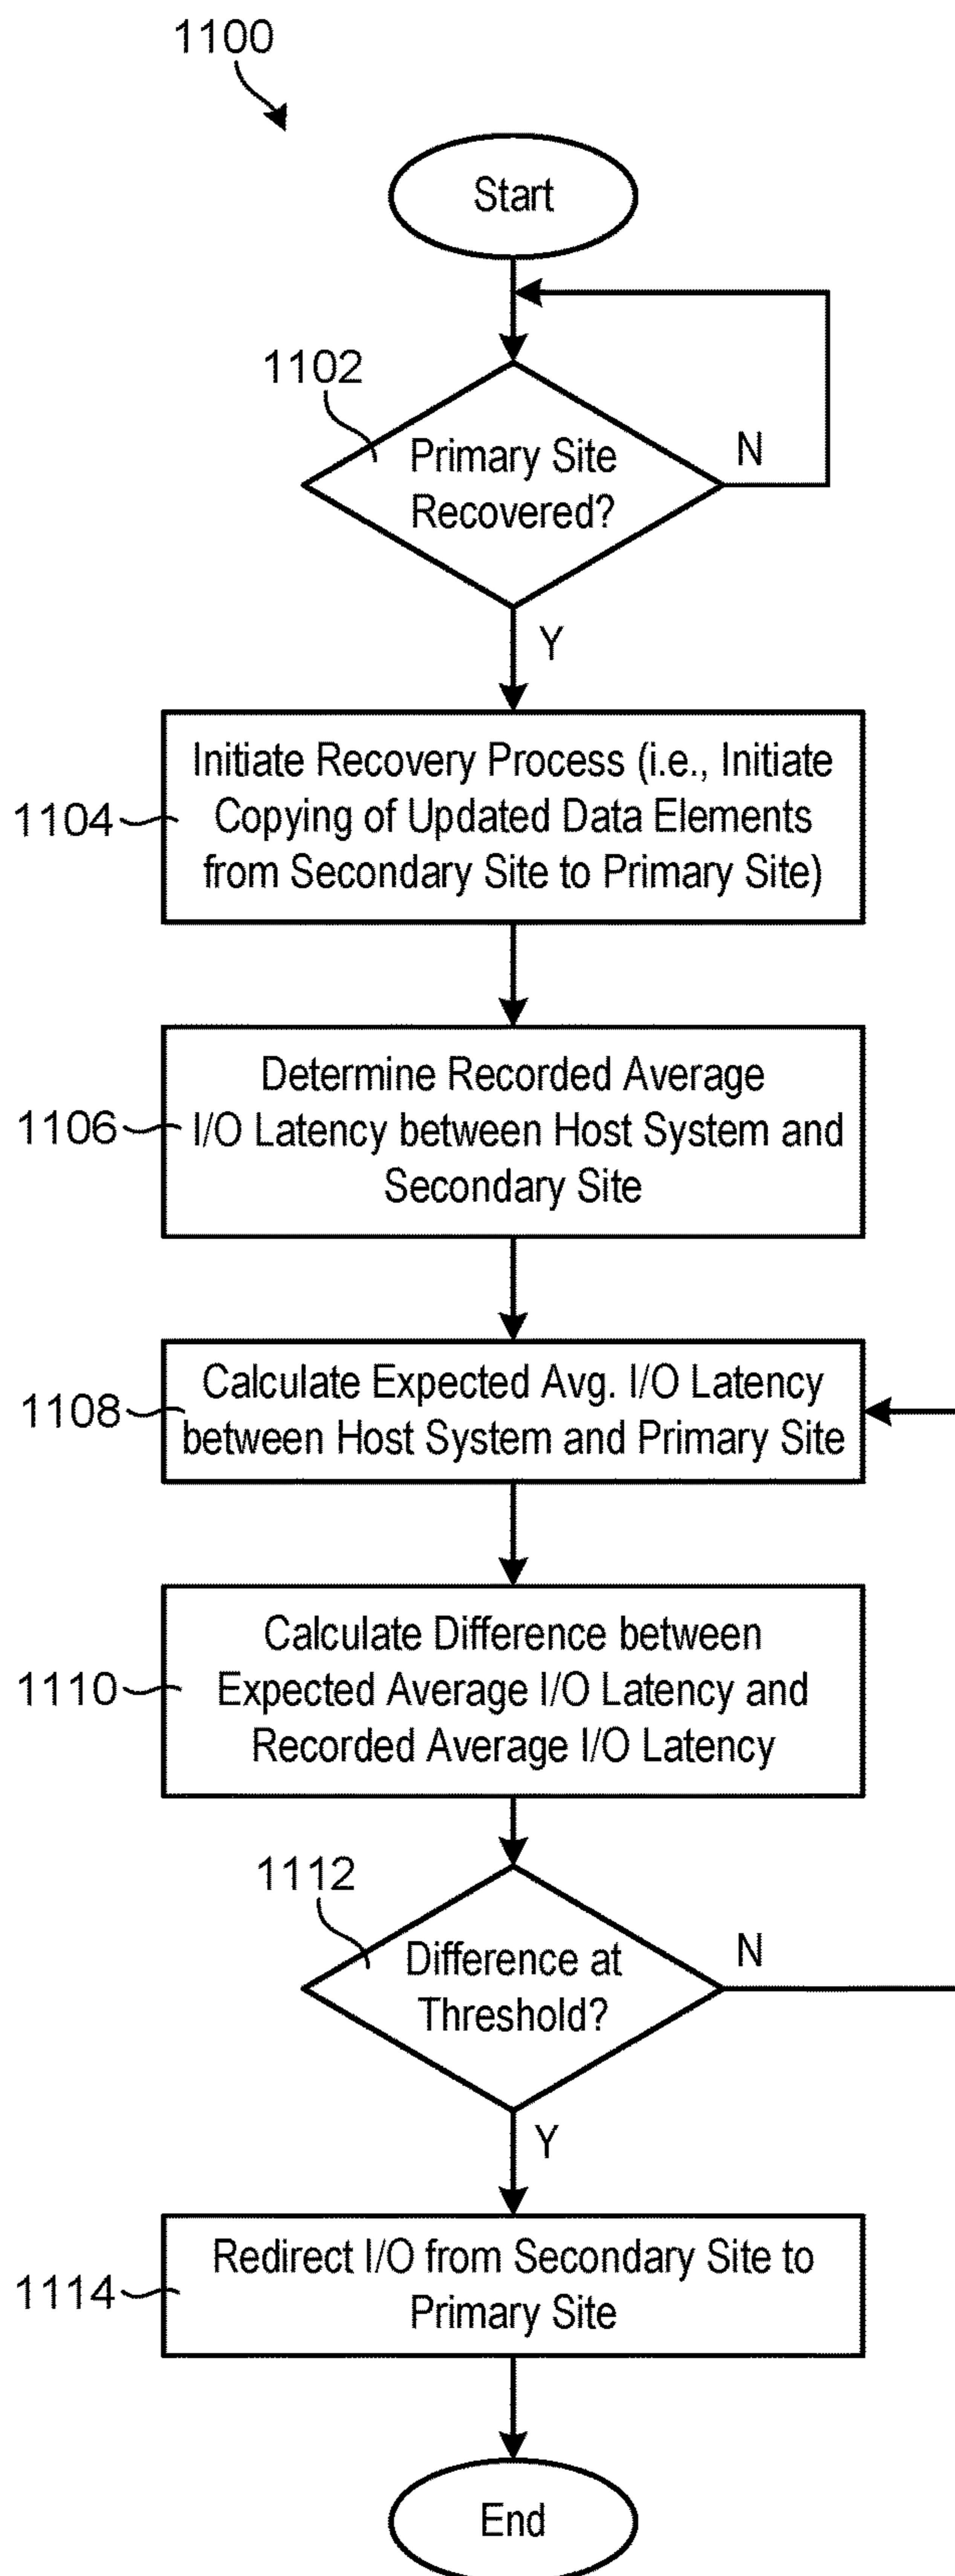 1100
Start
1102
Primary Site
Recovered?
N
Y
1104
Initiate Recovery Process (i.e., Initiate
Copying of Updated Data Elements
from Secondary Site to Primary Site)
1106
Determine Recorded Average
I/O Latency between Host System and
Secondary Site
1108
Calculate Expected Avg. I/O Latency
between Host System and Primary Site
1110
Calculate Difference between
Expected Average I/O Latency and
Recorded Average I/O Latency
1112
Difference at
Threshold?
N
Y
1114
Redirect I/O from Secondary Site to
Primary Site
End